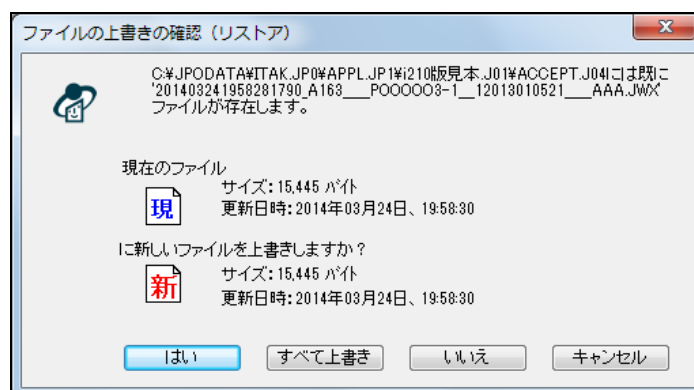 ファイルの上書きの確認（リストア）
C:¥JPODATA¥ITAK.JP0¥APPL.JP1¥i210版見本.J01¥ACCEPT.J04には既に
'201403241958281790_A163___P000003-1__12013010521___AAA.JWX'
ファイルが存在します。
現在のファイル
現
サイズ: 15,445 バイト
更新日時: 2014年03月24日、19:58:30
に新しいファイルを上書きしますか？
新
サイズ: 15,445 バイト
更新日時: 2014年03月24日、19:58:30
はい すべて上書き いいえ キャンセル